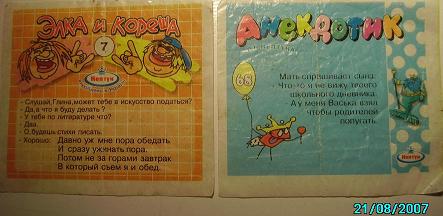 Элка и Кореша
7
Нептун
- Слушай, Глина, может тебе в искусство податься?
- Да, а что я буду делать?
- У тебя по литературе что?
- Два.
- О, будешь стихи писать.
- Хорошо: Давно уж мне пора обедать
И сразу ужинать пора.
Потом не за горами завтрак
В который съем я и обед.
Анекдотик
68
Мать спрашивает сына:
Что-то я не вижу твоего
школьного дневника.
А у меня Васька взял
чтобы родителей
попугать.
Нептун
21/08/2007